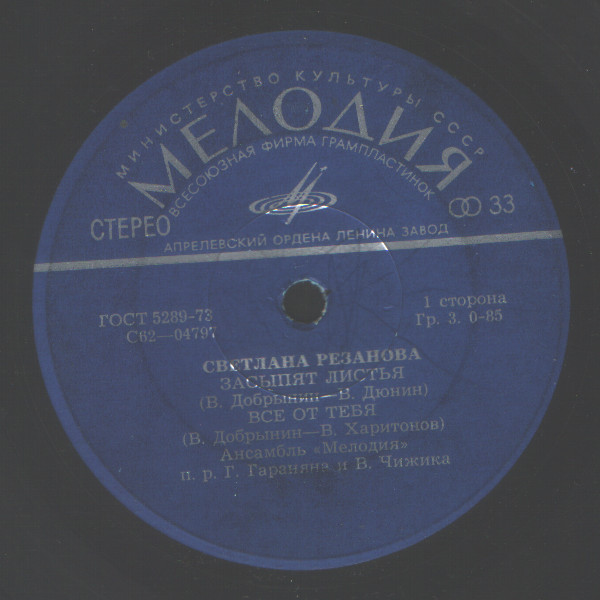 МИНИСТЕРСТВО КУЛЬТУРЫ СССР
МЕЛОДИЯ
ВСЕСОЮЗНАЯ ФИРМА ГРАМПЛАСТИНОК
СТЕРЕО
33
АПРЕЛЕВСКИЙ ОРДЕНА ЛЕНИНА ЗАВОД
ГОСТ 5289-73
С62—04797
1 сторона
Гр. 3. 0-85
СВЕТЛАНА РЕЗАНОВА
ЗАСЫПЯТ ЛИСТЬЯ
(В. Добрынин—В. Дюнин)
ВСЕ ОТ ТЕБЯ
(В. Добрынин—В. Харитонов)
Ансамбль «Мелодия»
п. р. Г. Гараняна и В. Чижика